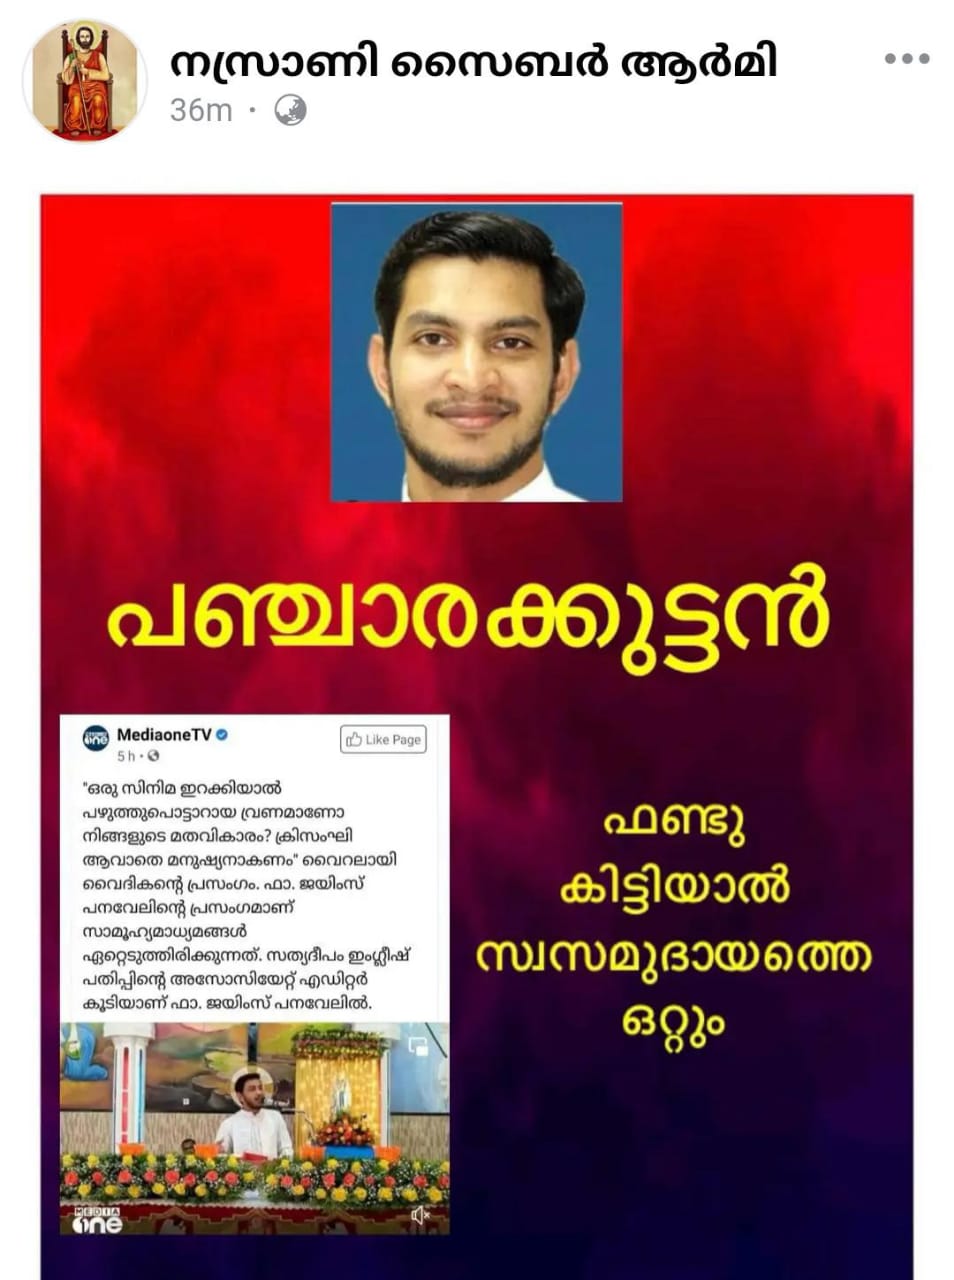 നസ്രാണി സൈബർ ആർമി
36m ·
പഞ്ചാരക്കുട്ടൻ
MediaoneTV
Like Page
5 h ·
"ഒരു സിനിമ ഇറക്കിയാൽ
പഴുത്തുപൊട്ടാറായ വ്രണമാണോ
നിങ്ങളുടെ മതവികാരം? ക്രിസംഘി
ആവാതെ മനുഷ്യനാകണം" വൈറലായി
വൈദികന്റെ പ്രസംഗം. ഫാ. ജയിംസ്
പനവേലിന്റെ പ്രസംഗമാണ്
സാമൂഹ്യമാധ്യമങ്ങൾ
ഏറ്റെടുത്തിരിക്കുന്നത്. സത്യദീപം ഇംഗ്ലീഷ്
പതിപ്പിന്റെ അസോസിയേറ്റ് എഡിറ്റർ
കൂടിയാണ് ഫാ. ജയിംസ് പനവേലിൽ.
MEDIA
one
ഫണ്ടു
കിട്ടിയാൽ
സ്വസമുദായത്തെ
ഒറ്റും